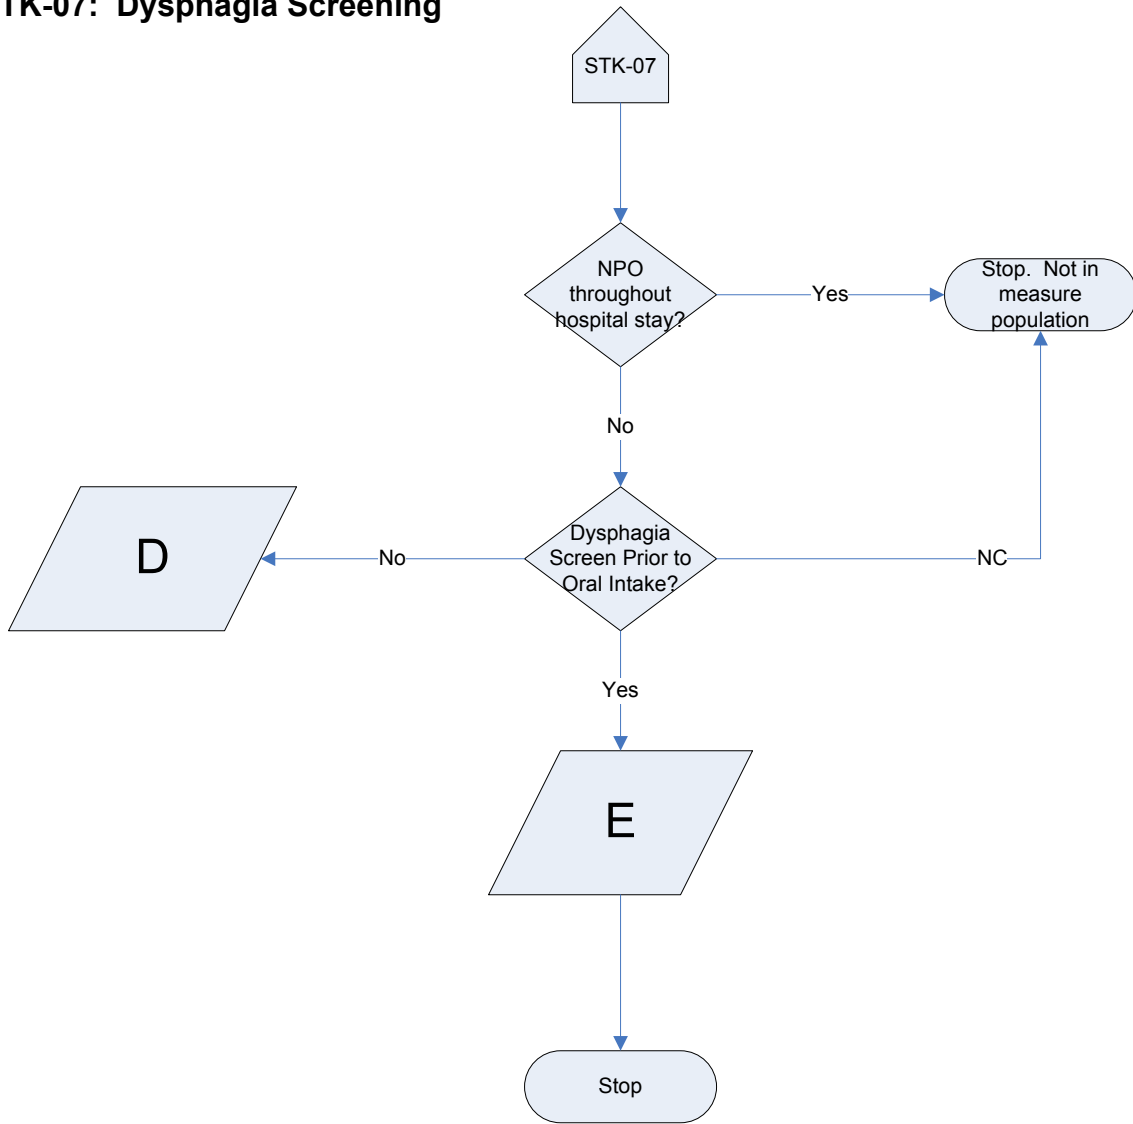 TK-07: Dysphagia Screening
STK-07
NPO
throughout
hospital stay?
Yes
Stop. Not in
measure
population
No
Dysphagia
Screen Prior to
Oral Intake?
No
NC
D
Yes
E
Stop